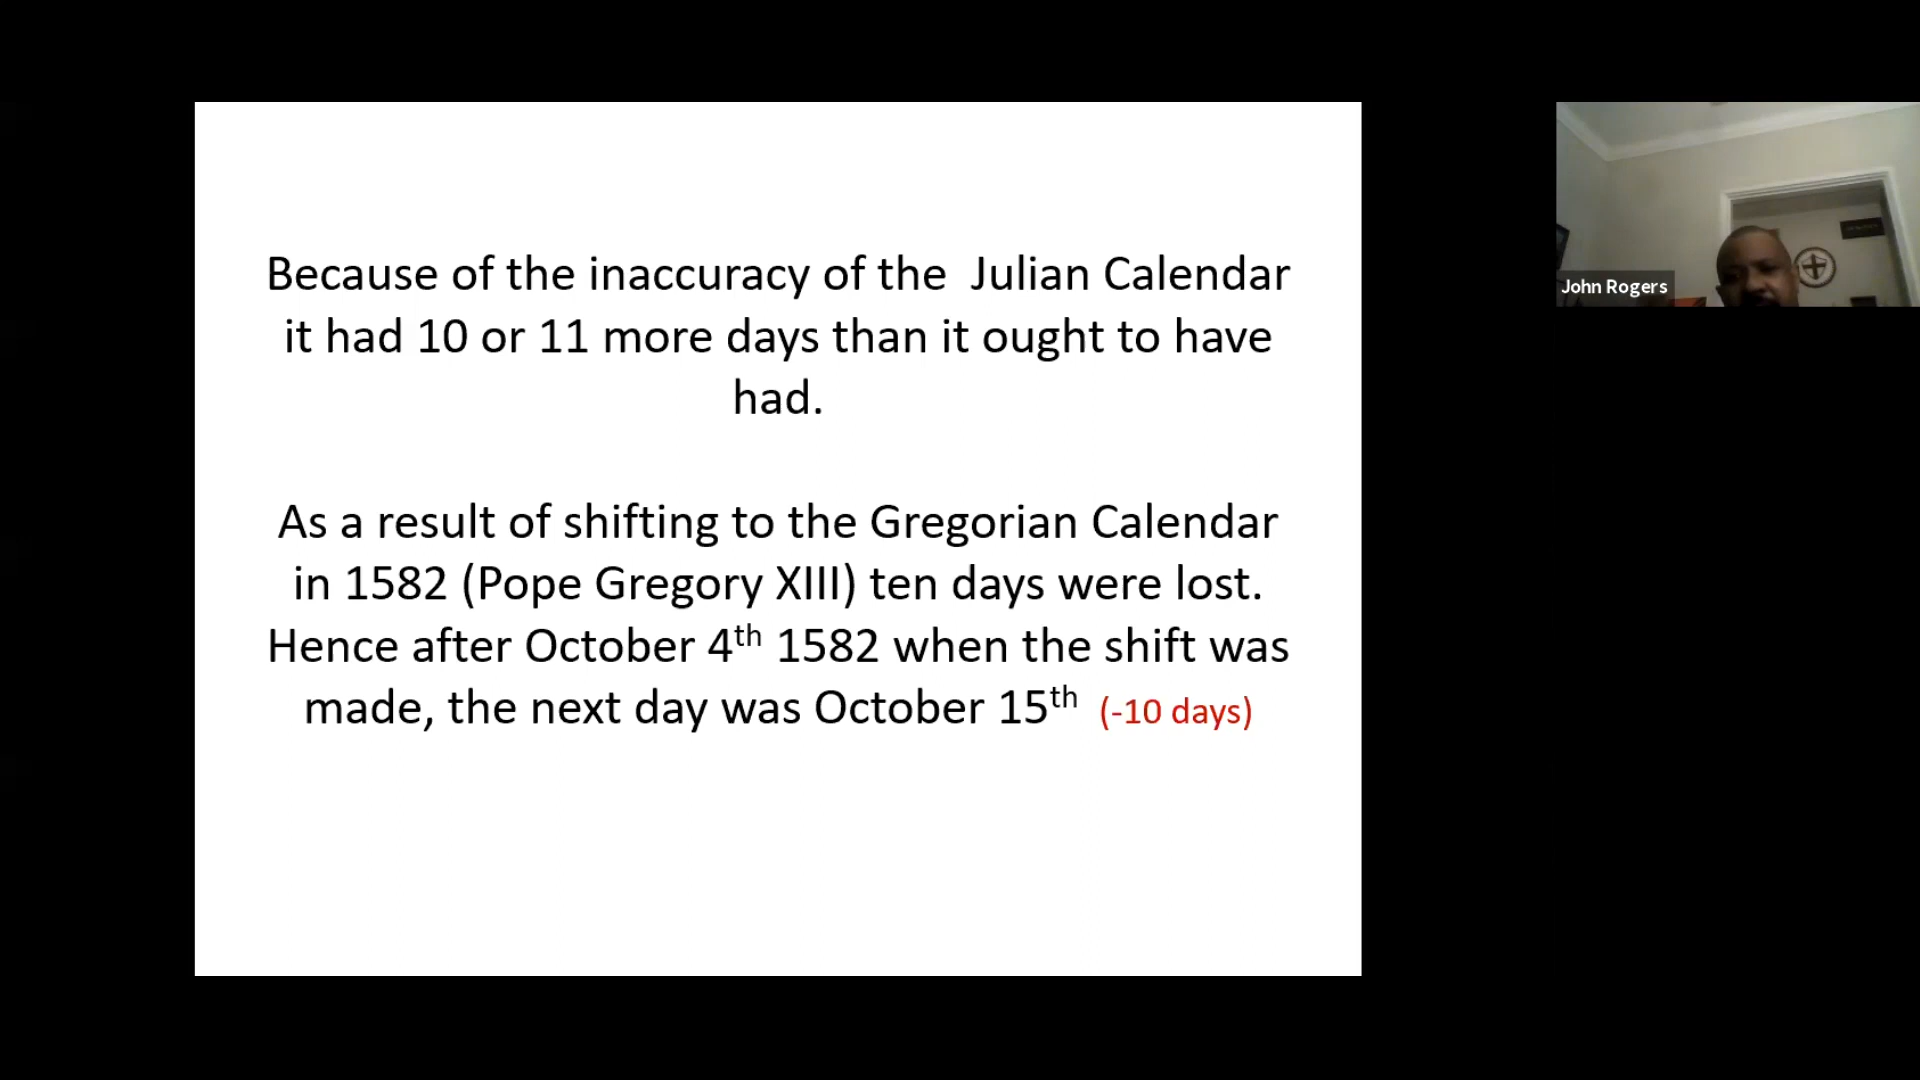 Because of the inaccuracy of the  Julian Calendar
it had 10 or 11 more days than it ought to have
had.
As a result of shifting to the Gregorian Calendar
in 1582 (Pope Gregory XIII) ten days were lost.
Hence after October 4th 1582 when the shift was
made, the next day was October 15th  (-10 days)
John Rogers